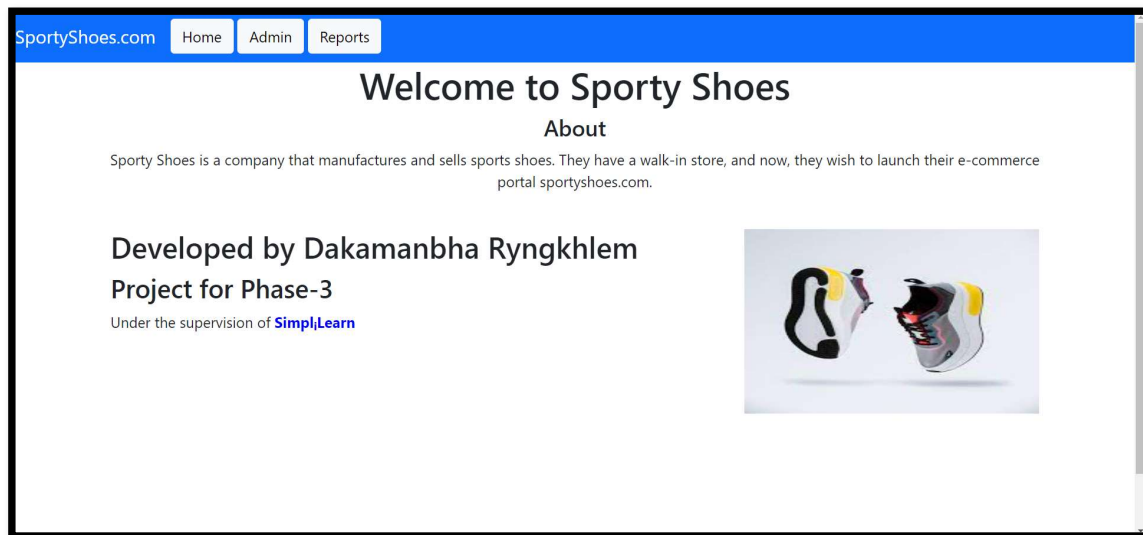 SportyShoes.com Home Admin Reports
Welcome to Sporty Shoes
About
Sporty Shoes is a company that manufactures and sells sports shoes. They have a walk-in store, and now, they wish to launch their e-commerce
portal sportyshoes.com.
Developed by Dakamanbha Ryngkhlem
Project for Phase-3
Under the supervision of SimpliLearn